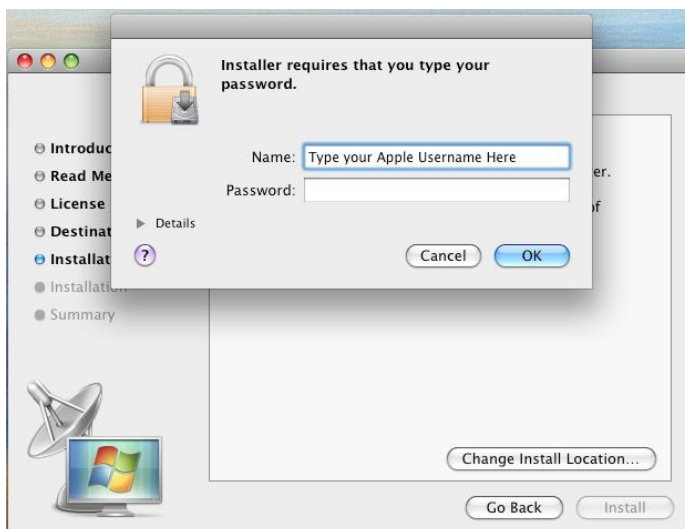 Installer requires that you type your
password.
Name: Type your Apple Username Here
Password:
Details
?
Cancel
OK
Introduc
Read Me
License
Destinat
Installat
Installation
Summary
er.
of
Change Install Location...
Go Back
Install